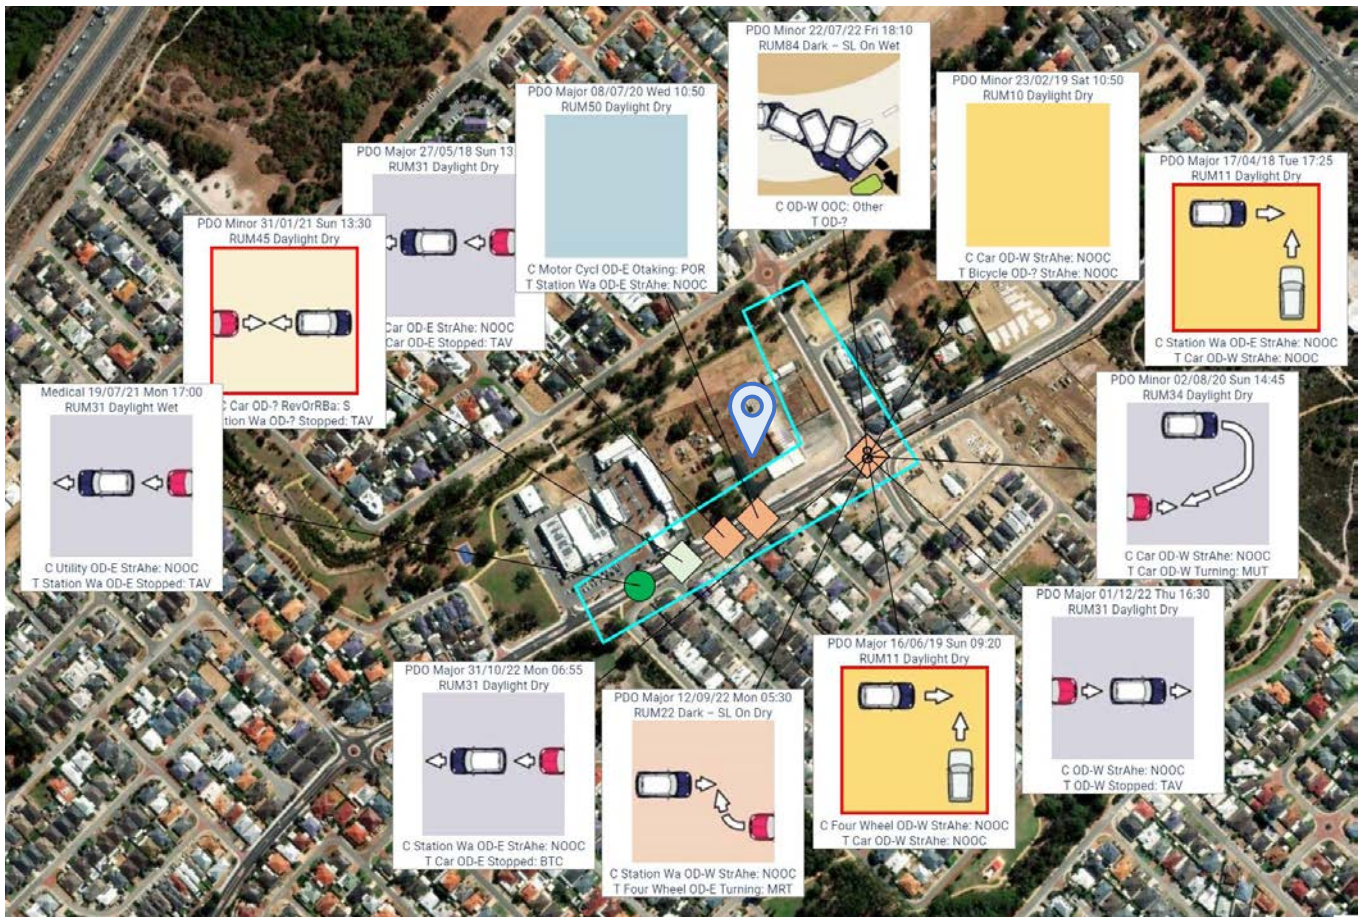 PDO Minor 22/07/22 Fri 18:10
RUM84 Dark – SL On Wet
C OD-W OOC: Other
T OD-?
PDO Minor 23/02/19 Sat 10:50
RUM10 Daylight Dry
C Car OD-W StrAhe: NOOC
T Bicycle OD-? StrAhe: NOOC
PDO Major 08/07/20 Wed 10:50
RUM50 Daylight Dry
C Motor Cycl OD-E Otaking: POR
T Station Wa OD-E StrAhe: NOOC
PDO Major 27/05/18 Sun 13:
RUM31 Daylight Dry
Car OD-E StrAhe: NOOC
Car OD-E Stopped: TAV
PDO Major 17/04/18 Tue 17:25
RUM11 Daylight Dry
C Station Wa OD-E StrAhe: NOOC
T Car OD-W StrAhe: NOOC
PDO Minor 31/01/21 Sun 13:30
RUM45 Daylight Dry
C Car OD-? RevOrRBa: S
tion Wa OD-? Stopped: TAV
PDO Minor 02/08/20 Sun 14:45
RUM34 Daylight Dry
C Car OD-W StrAhe: NOOC
T Car OD-W Turning: MUT
Medical 19/07/21 Mon 17:00
RUM31 Daylight Wet
C Utility OD-E StrAhe: NOOC
T Station Wa OD-E Stopped: TAV
8
PDO Major 01/12/22 Thu 16:30
RUM31 Daylight Dry
C OD-W StrAhe: NOOC
T OD-W Stopped: TAV
PDO Major 31/10/22 Mon 06:55
RUM31 Daylight Dry
C Station Wa OD-E StrAhe: NOOC
T Car OD-E Stopped: BTC
PDO Major 12/09/22 Mon 05:30
RUM22 Dark – SL On Dry
C Station Wa OD-W StrAhe: NOOC
T Four Wheel OD-E Turning: MRT
PDO Major 16/06/19 Sun 09:20
RUM11 Daylight Dry
C Four Wheel OD-W StrAhe: NOOC
T Car OD-W StrAhe: NOOC